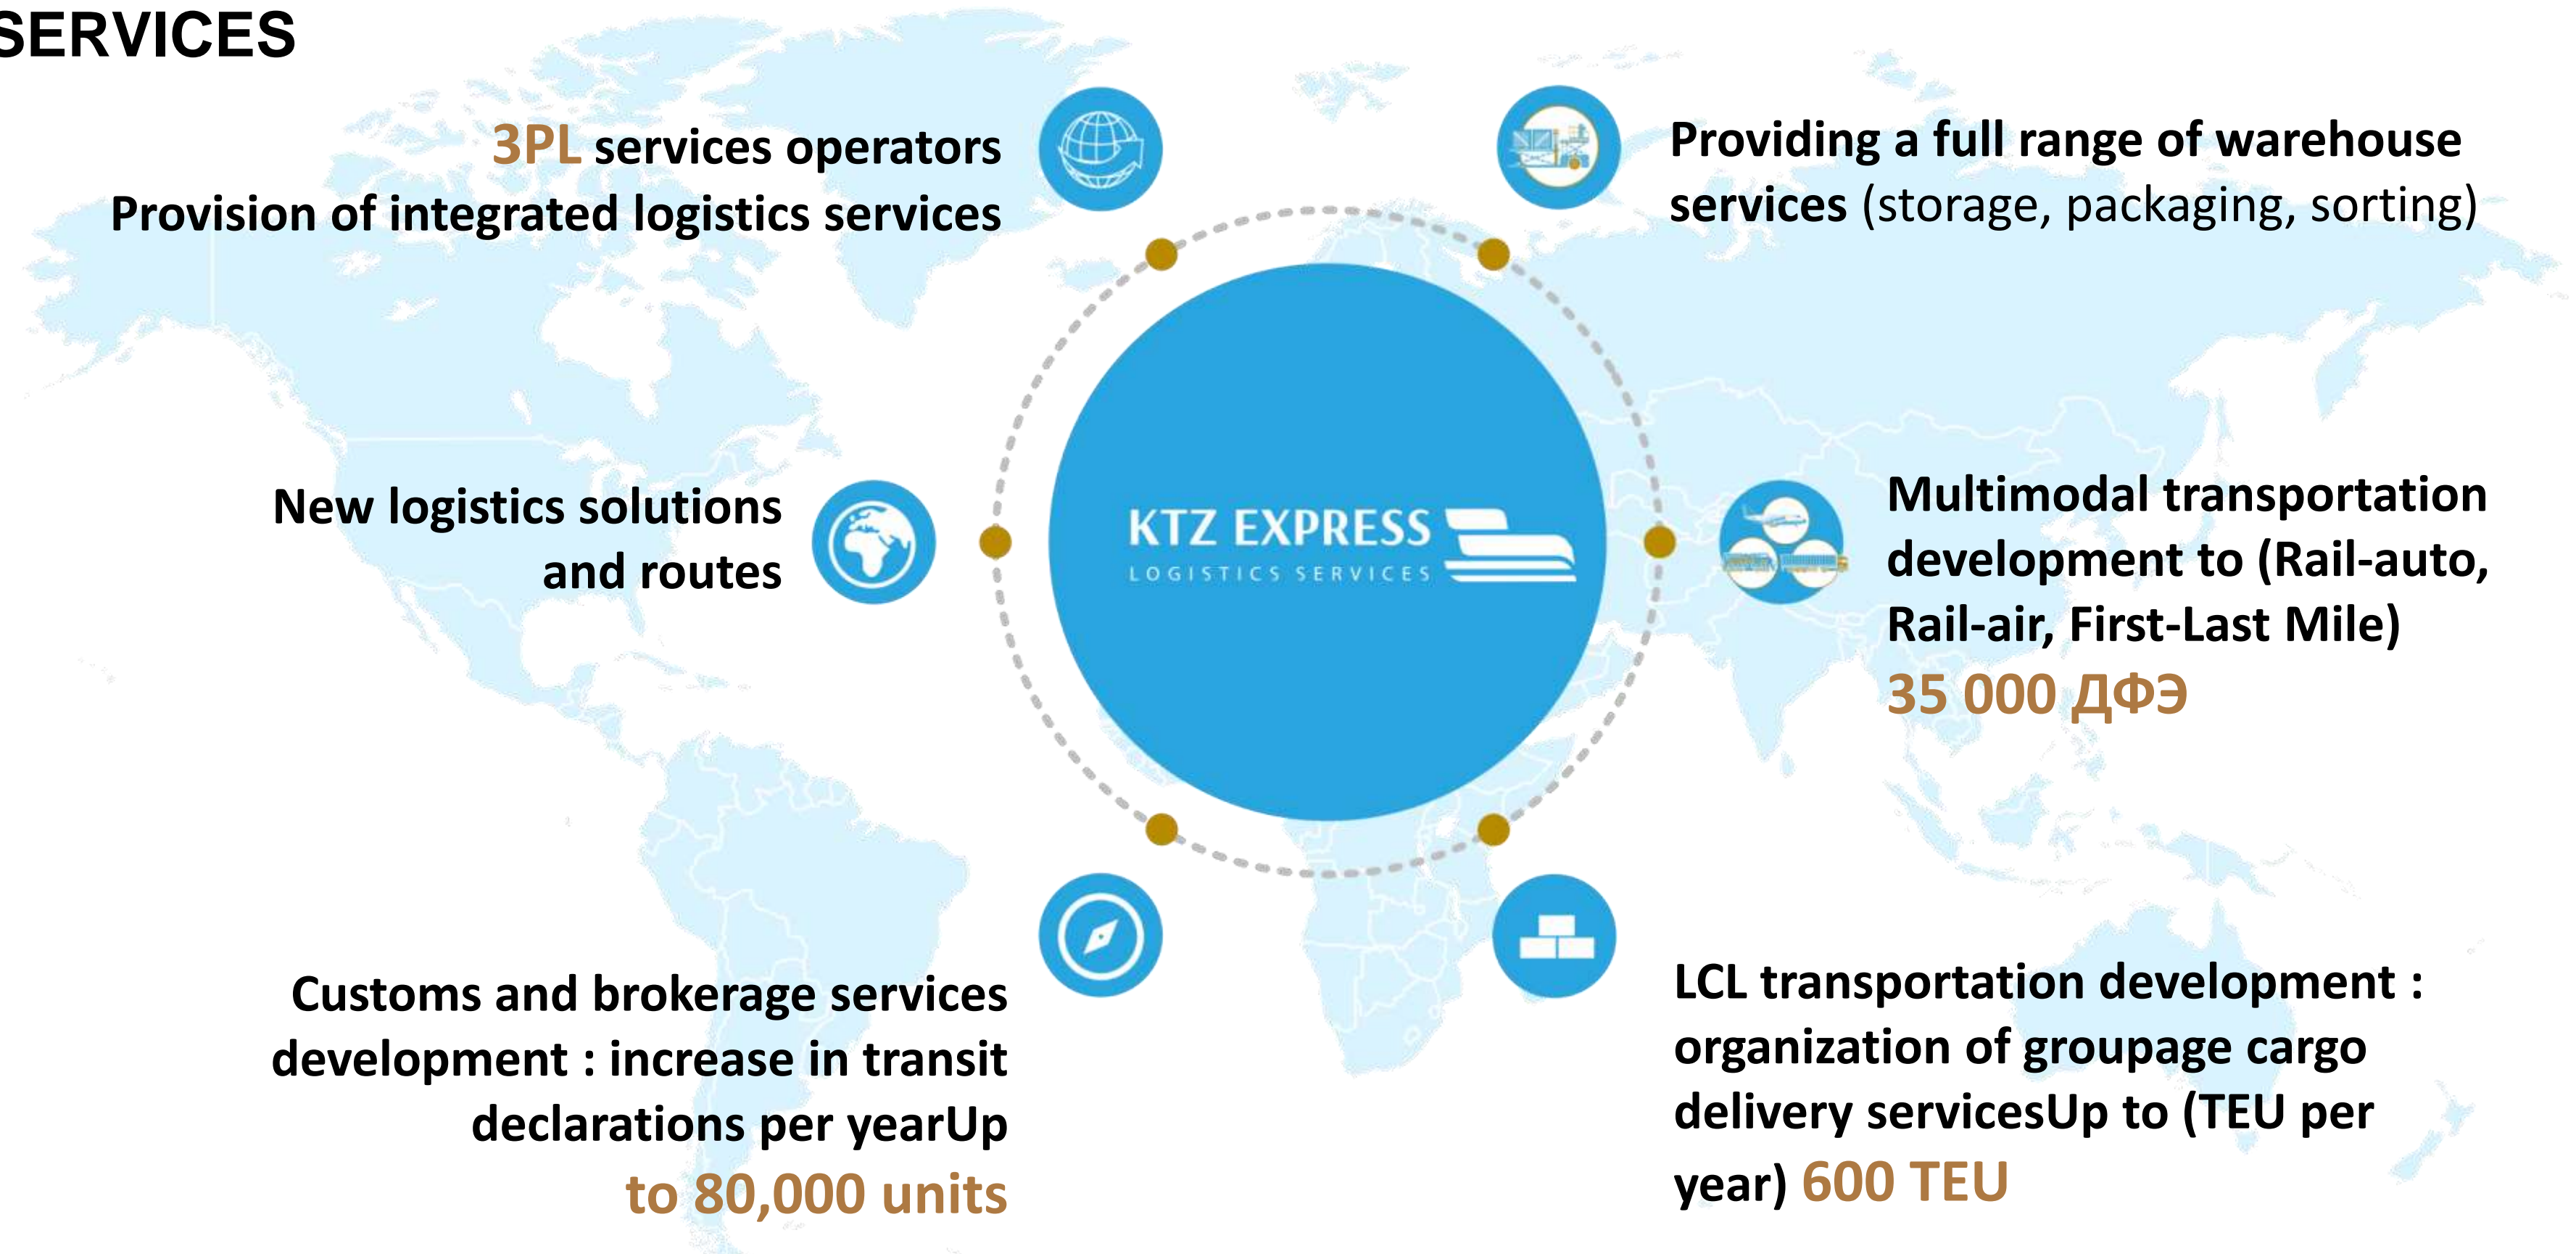 SERVICES
3PL services operators
Provision of integrated logistics services
Providing a full range of warehouse
services (storage, packaging, sorting)
New logistics solutions
and routes
KTZ EXPRESS
LOGISTICS SERVICES
Multimodal transportation
development to (Rail-auto,
Rail-air, First-Last Mile)
35 000 ДФЭ
Customs and brokerage services
development : increase in transit
declarations per yearUp
to 80,000 units
LCL transportation development :
organization of groupage cargo
delivery servicesUp to (TEU per
year) 600 TEU